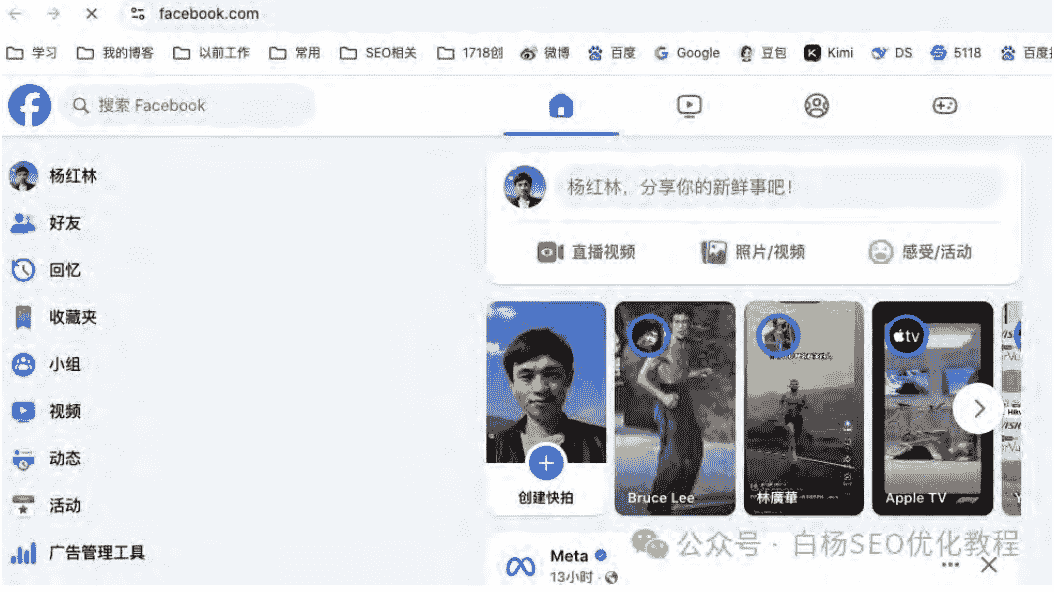 facebook.com
学习 我的博客 以前工作 常用 SEO相关 1718创 微博 百度 Google 豆包 Kimi DS 5118
搜索 Facebook
杨红林
好友
回忆
收藏夹
小组
视频
动态
活动
广告管理工具
杨红林，分享你的新鲜事吧！
直播视频 照片/视频 感受/活动
tv
创建快拍
Bruce Lee
林廣華
Apple TV
公众号 · 白杨SEO优化教程
Meta
13小时 ·